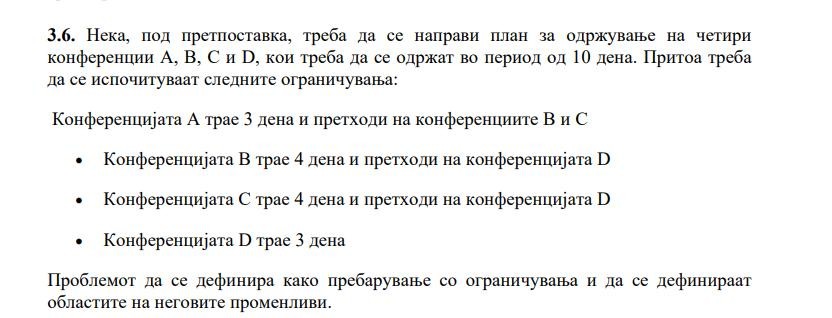 3.6. Нека, под претпоставка, треба да се направи план за одржување на четири
конференции A, B, C и D, кои треба да се одржат во период од 10 дена. Притоа треба
да се испочитуваат следните ограничувања:
Конференцијата A трае 3 дена и претходи на конференциите B и C
• Конференцијата B трае 4 дена и претходи на конференцијата D
• Конференцијата C трае 4 дена и претходи на конференцијата D
• Конференцијата D трае 3 дена
Проблемот да се дефинира како пребарување со ограничувања и да се дефинираат
областите на неговите променливи.